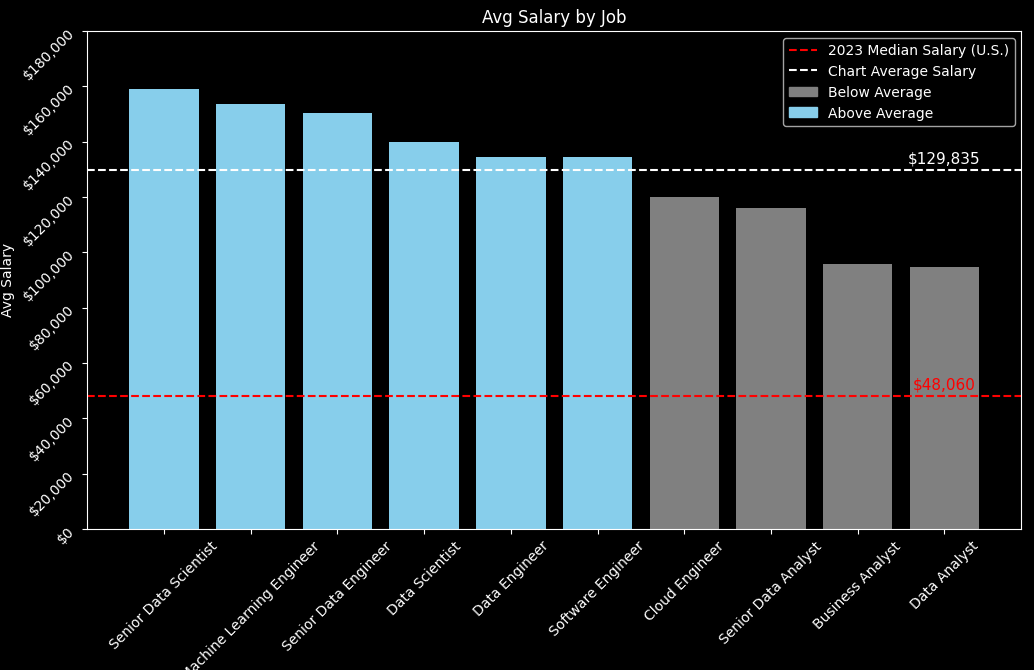 Avg Salary by Job
2023 Median Salary (U.S.)
Chart Average Salary
Below Average
Above Average
Avg Salary
$180,000
$160,000
$140,000
$120,000
$100,000
$80,000
$60,000
$40,000
$20,000
$0
$129,835
$48,060
Senior Data Scientist
Machine Learning Engineer
Senior Data Engineer
Data Scientist
Data Engineer
Software Engineer
Cloud Engineer
Senior Data Analyst
Business Analyst
Data Analyst